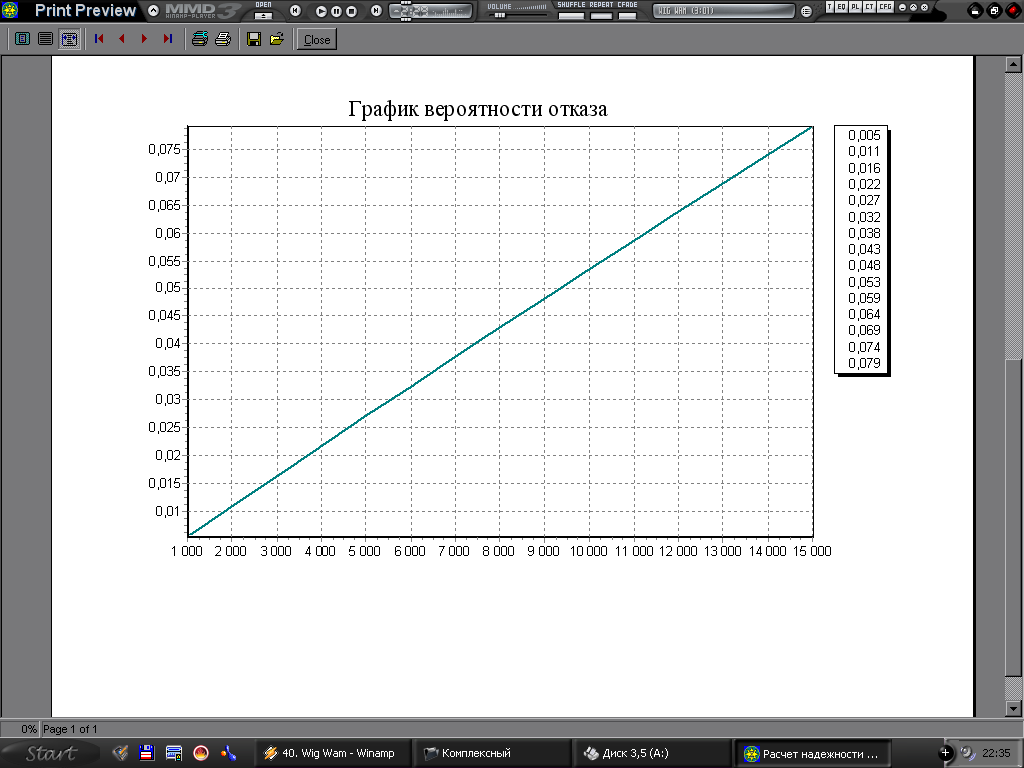 Print Preview
MMD3
WINAMP-PLAYER
OPEN
VOLUME
SHUFFLE REPEAT CFADE
WIG WAM (3:01)
T EQ PL CT CFG
Close
График вероятности отказа
0,075
0,07
0,065
0,06
0,055
0,05
0,045
0,04
0,035
0,03
0,025
0,02
0,015
0,01
1 000 2 000 3 000 4 000 5 000 6 000 7 000 8 000 9 000 10 000 11 000 12 000 13 000 14 000 15 000
0,005
0,011
0,016
0,022
0,027
0,032
0,038
0,043
0,048
0,053
0,059
0,064
0,069
0,074
0,079
0% Page 1 of 1
Start
40. Wig Wam - Winamp
Комплексный
Диск 3,5 (A:)
Расчет надежности ...
22:35